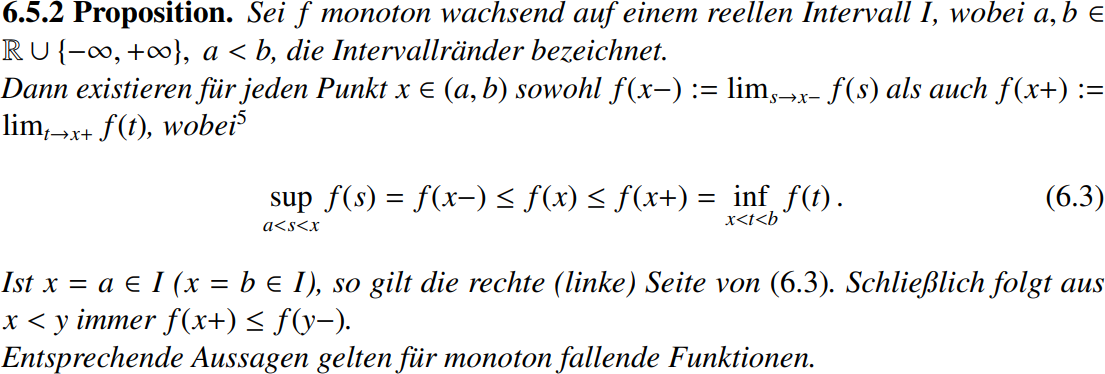 6.5.2 Proposition. Sei f monoton wachsend auf einem reellen Intervall I, wobei a, b ∈
ℝ ∪ {−∞, +∞}, a < b, die Intervallränder bezeichnet.
Dann existieren für jeden Punkt x ∈ (a, b) sowohl f(x−) := lim_{s→x−} f(s) als auch f(x+) :=
lim_{t→x+} f(t), wobei⁵
sup_{a<s<x} f(s) = f(x−) ≤ f(x) ≤ f(x+) = inf_{x<t<b} f(t) . (6.3)
Ist x = a ∈ I (x = b ∈ I), so gilt die rechte (linke) Seite von (6.3). Schließlich folgt aus
x < y immer f(x+) ≤ f(y−).
Entsprechende Aussagen gelten für monoton fallende Funktionen.